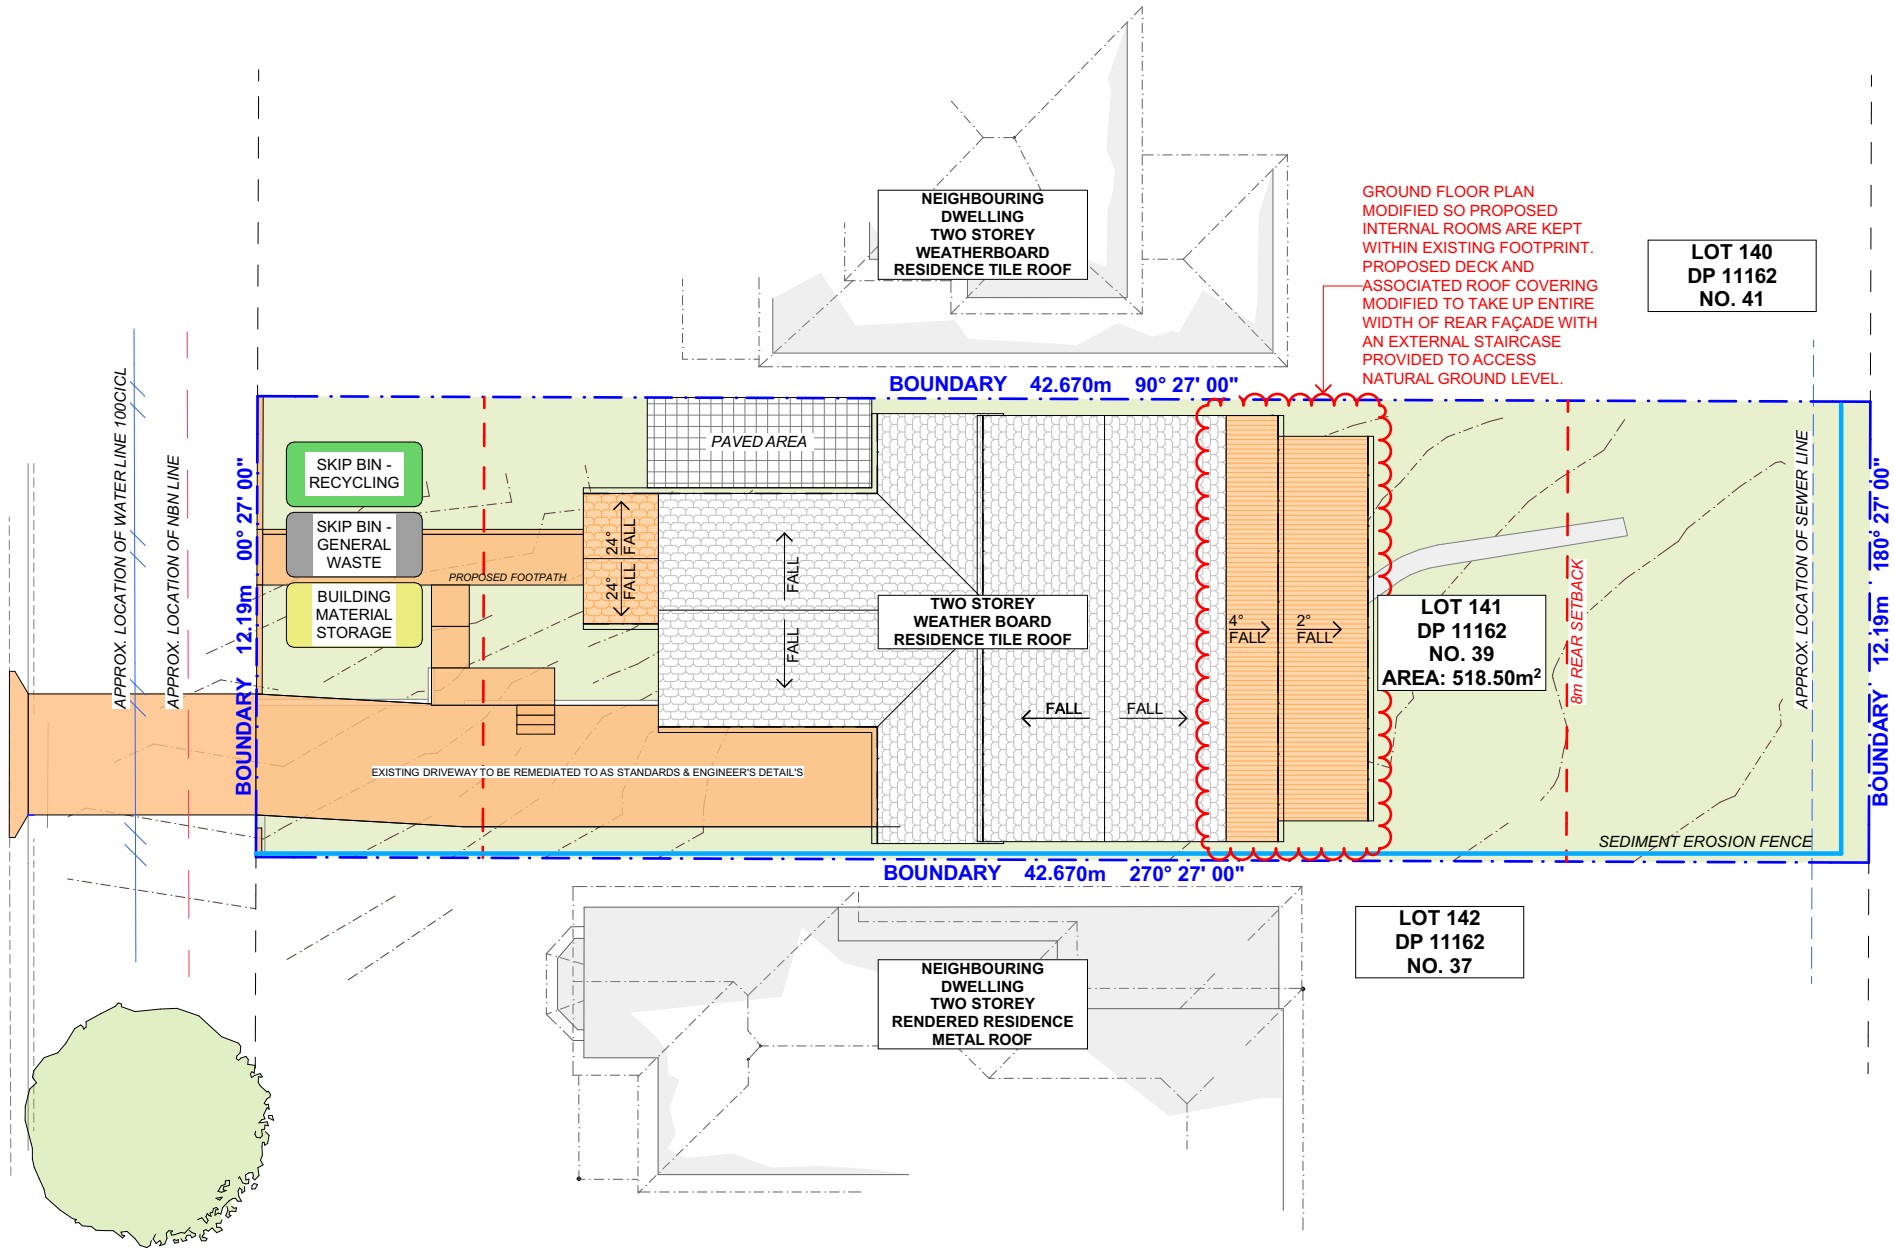 NEIGHBOURING
DWELLING
TWO STOREY
WEATHERBOARD
RESIDENCE TILE ROOF
GROUND FLOOR PLAN
MODIFIED SO PROPOSED
INTERNAL ROOMS ARE KEPT
WITHIN EXISTING FOOTPRINT.
PROPOSED DECK AND
ASSOCIATED ROOF COVERING
MODIFIED TO TAKE UP ENTIRE
WIDTH OF REAR FAÇADE WITH
AN EXTERNAL STAIRCASE
PROVIDED TO ACCESS
NATURAL GROUND LEVEL.
LOT 140
DP 11162
NO. 41
BOUNDARY 42.670m 90° 27' 00"
APPROX. LOCATION OF WATER LINE 100CICL
APPROX. LOCATION OF NBN LINE
BOUNDARY 12.19m 00° 27' 00"
SKIP BIN -
RECYCLING
SKIP BIN -
GENERAL
WASTE
BUILDING
MATERIAL
STORAGE
PROPOSED FOOTPATH
PAVED AREA
24°
FALL
24°
FALL
FALL
FALL
TWO STOREY
WEATHER BOARD
RESIDENCE TILE ROOF
FALL
FALL
4°
FALL
2°
FALL
LOT 141
DP 11162
NO. 39
AREA: 518.50m²
8m REAR SETBACK
APPROX. LOCATION OF SEWER LINE
BOUNDARY 12.19m 180° 27' 00"
EXISTING DRIVEWAY TO BE REMEDIATED TO AS STANDARDS & ENGINEER'S DETAIL'S
SEDIMENT EROSION FENCE
BOUNDARY 42.670m 270° 27' 00"
LOT 142
DP 11162
NO. 37
NEIGHBOURING
DWELLING
TWO STOREY
RENDERED RESIDENCE
METAL ROOF